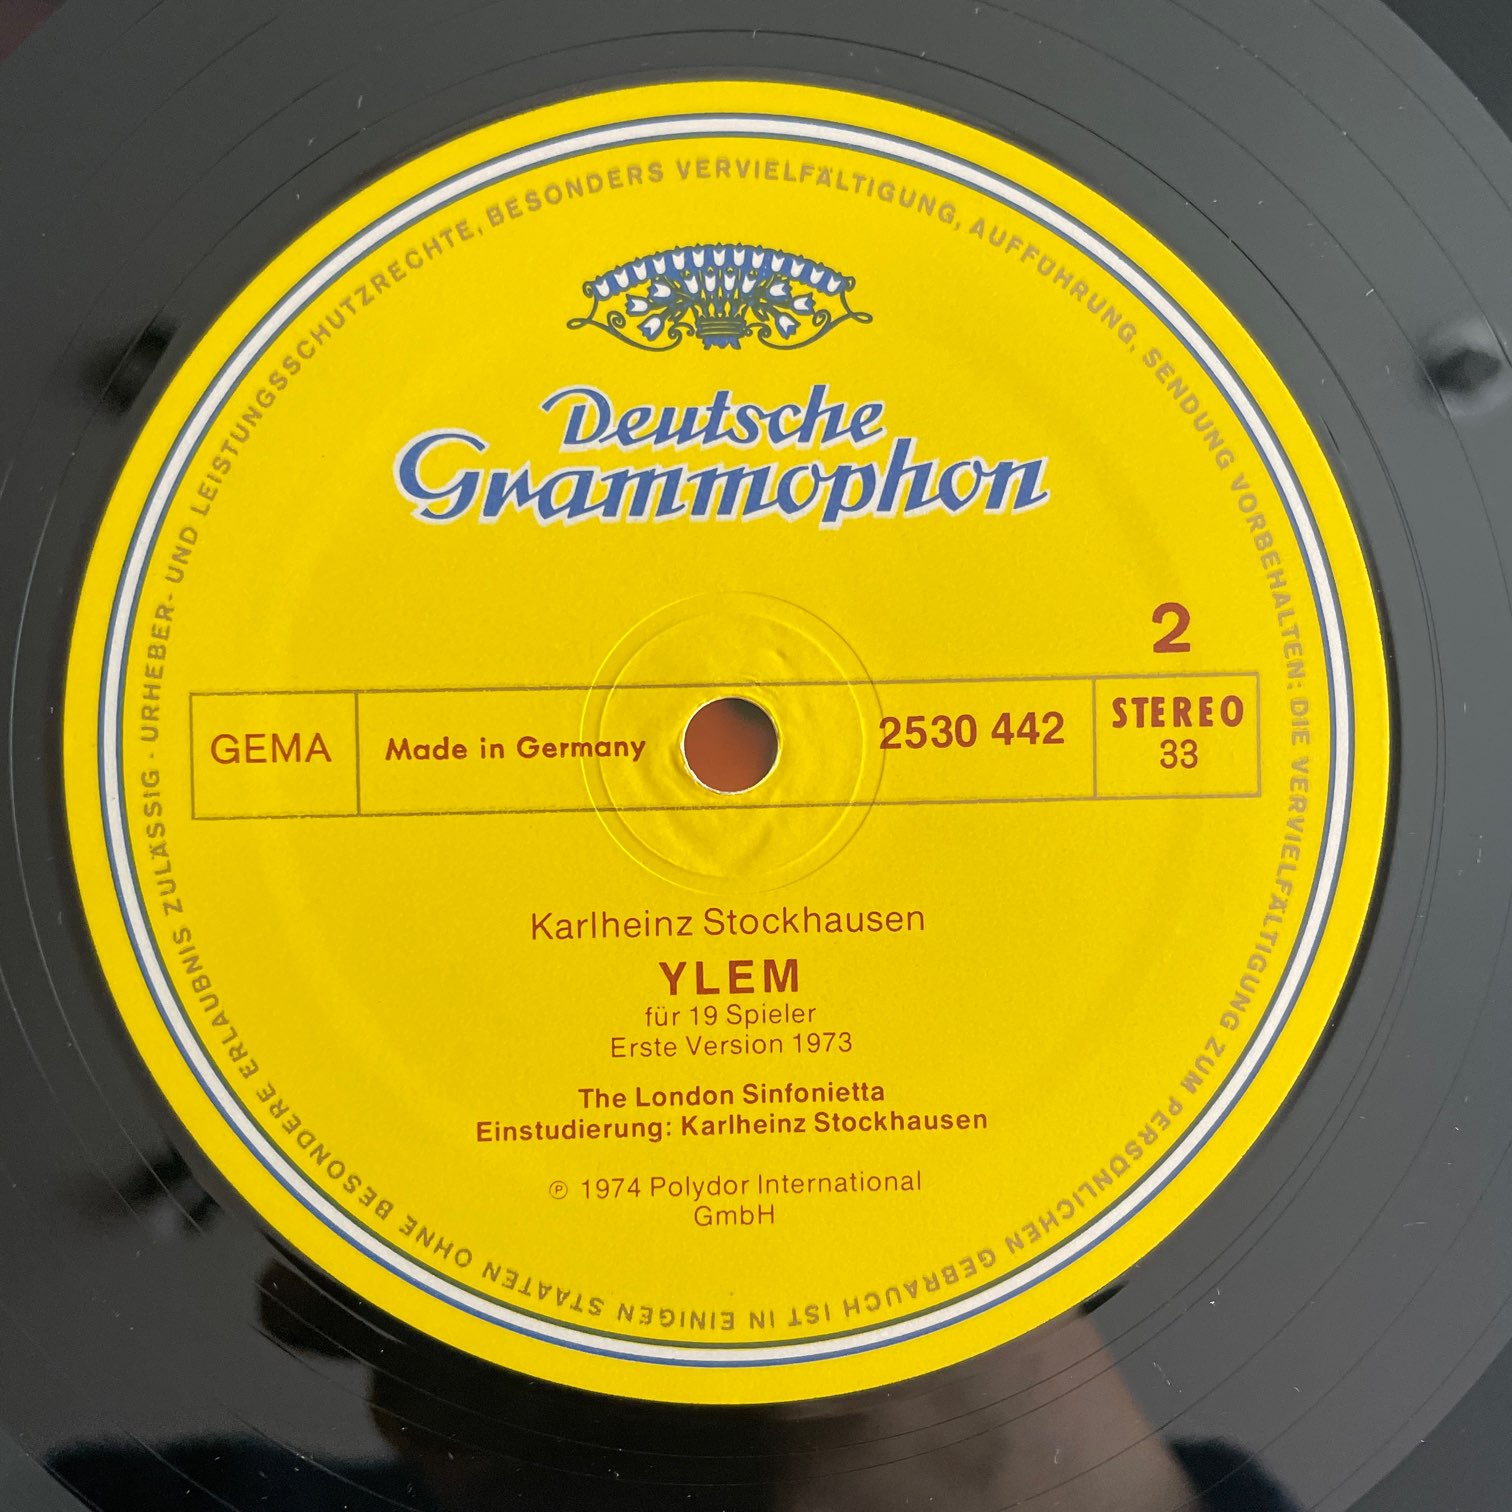 URHEBER- UND LEISTUNGSSCHUTZRECHTE, BESONDERS VERVIELFÄLTIGUNG, AUFFÜHRUNG, SENDUNG VORBEHALTEN; DIE VERVIELFÄLTIGUNG ZUM PERSÖNLICHEN GEBRAUCH IST IN EINIGEN STAATEN OHNE BESONDERE ERLAUBNIS ZULÄSSIG ·
Deutsche
Grammophon
2
GEMA
Made in Germany
2530 442
STEREO
33
Karlheinz Stockhausen
YLEM
für 19 Spieler
Erste Version 1973
The London Sinfonietta
Einstudierung: Karlheinz Stockhausen
℗ 1974 Polydor International
GmbH